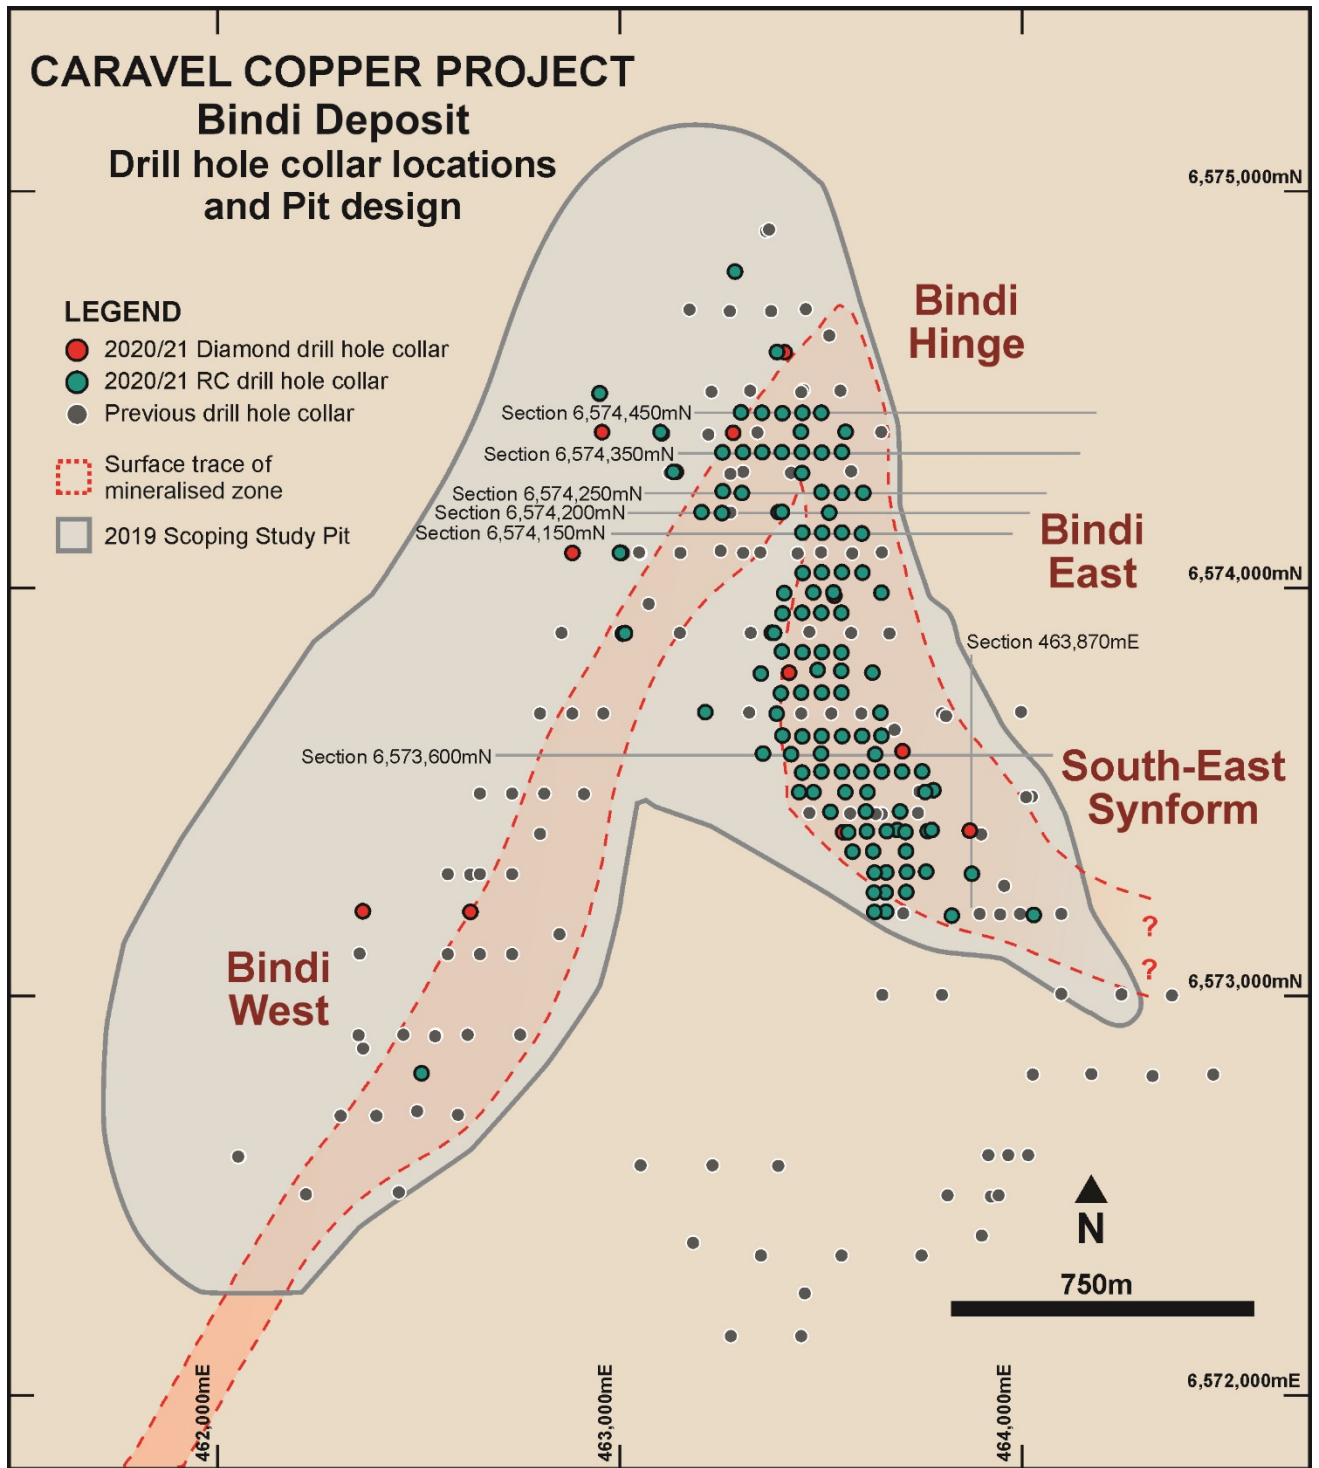 CARAVEL COPPER PROJECT
Bindi Deposit
Drill hole collar locations
and Pit design
6,575,000mN
LEGEND
2020/21 Diamond drill hole collar
2020/21 RC drill hole collar
Previous drill hole collar
Surface trace of
mineralised zone
2019 Scoping Study Pit
Bindi
Hinge
Section 6,574,450mN
Section 6,574,350mN
Section 6,574,250mN
Section 6,574,200mN
Section 6,574,150mN
Bindi
East
6,574,000mN
Section 463,870mE
Section 6,573,600mN
South-East
Synform
Bindi
West
?
?
6,573,000mN
N
750m
6,572,000mE
462,000mE
463,000mE
464,000mE